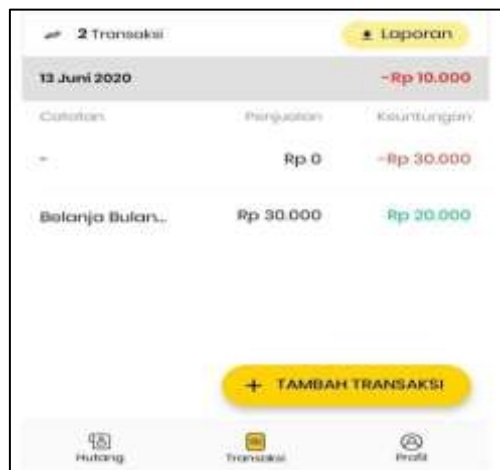 2 Transaksi Laporan
13 Juni 2020 -Rp 10.000
Catatan Penjualan Keuntungan
- Rp 0 -Rp 30.000
Belanja Bulan... Rp 30.000 Rp 20.000
+ TAMBAH TRANSAKSI
Hutang Transaksi Profil